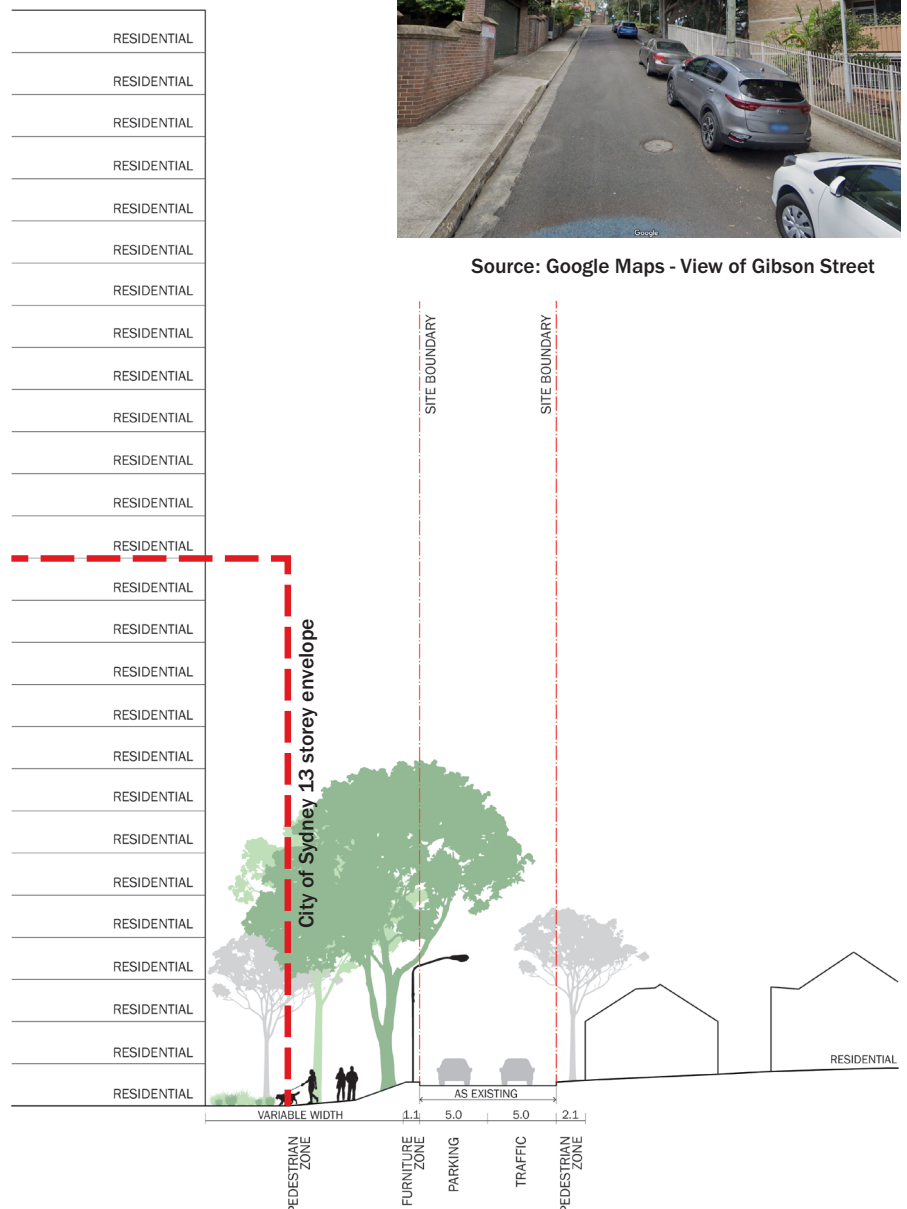 RESIDENTIAL
RESIDENTIAL
RESIDENTIAL
RESIDENTIAL
RESIDENTIAL
Google
RESIDENTIAL
Source: Google Maps - View of Gibson Street
RESIDENTIAL
RESIDENTIAL
RESIDENTIAL
RESIDENTIAL
RESIDENTIAL
RESIDENTIAL
RESIDENTIAL
SITE BOUNDARY
SITE BOUNDARY
RESIDENTIAL
RESIDENTIAL
RESIDENTIAL
RESIDENTIAL
RESIDENTIAL
RESIDENTIAL
RESIDENTIAL
RESIDENTIAL
RESIDENTIAL
City of Sydney 13 storey envelope
RESIDENTIAL
RESIDENTIAL
RESIDENTIAL
RESIDENTIAL
RESIDENTIAL
AS EXISTING
VARIABLE WIDTH
1.1
5.0
5.0
2.1
PEDESTRIAN
ZONE
FURNITURE
ZONE
PARKING
TRAFFIC
PEDESTRIAN
ZONE